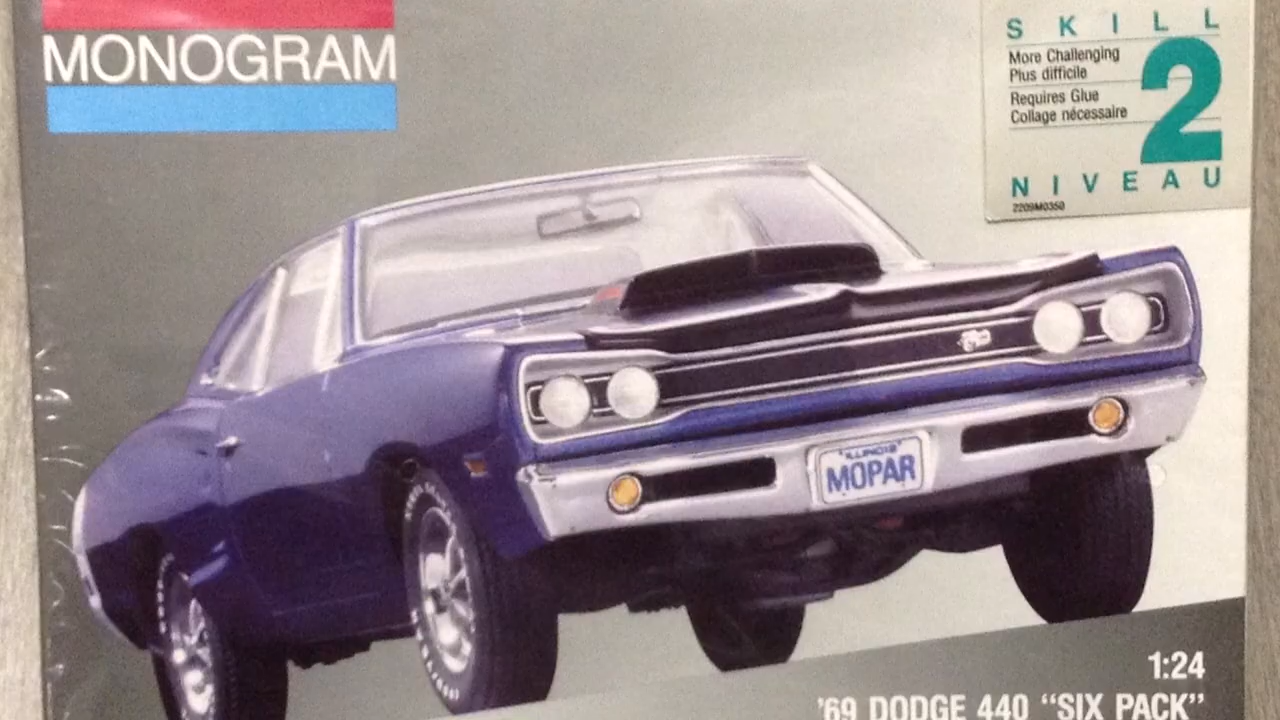 MONOGRAM
SKILL
2
More Challenging
Plus difficile
Requires Glue
Collage nécessaire
NIVEAU
2209M0350
ILLINOIS
MOPAR
1:24
'69 DODGE 440 "SIX PACK"